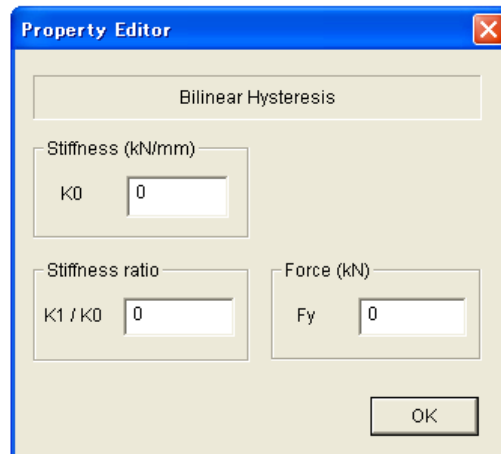 Property Editor
Bilinear Hysteresis
Stiffness (kN/mm)
K0 0
Stiffness ratio Force (kN)
K1 / K0 0 Fy 0
OK